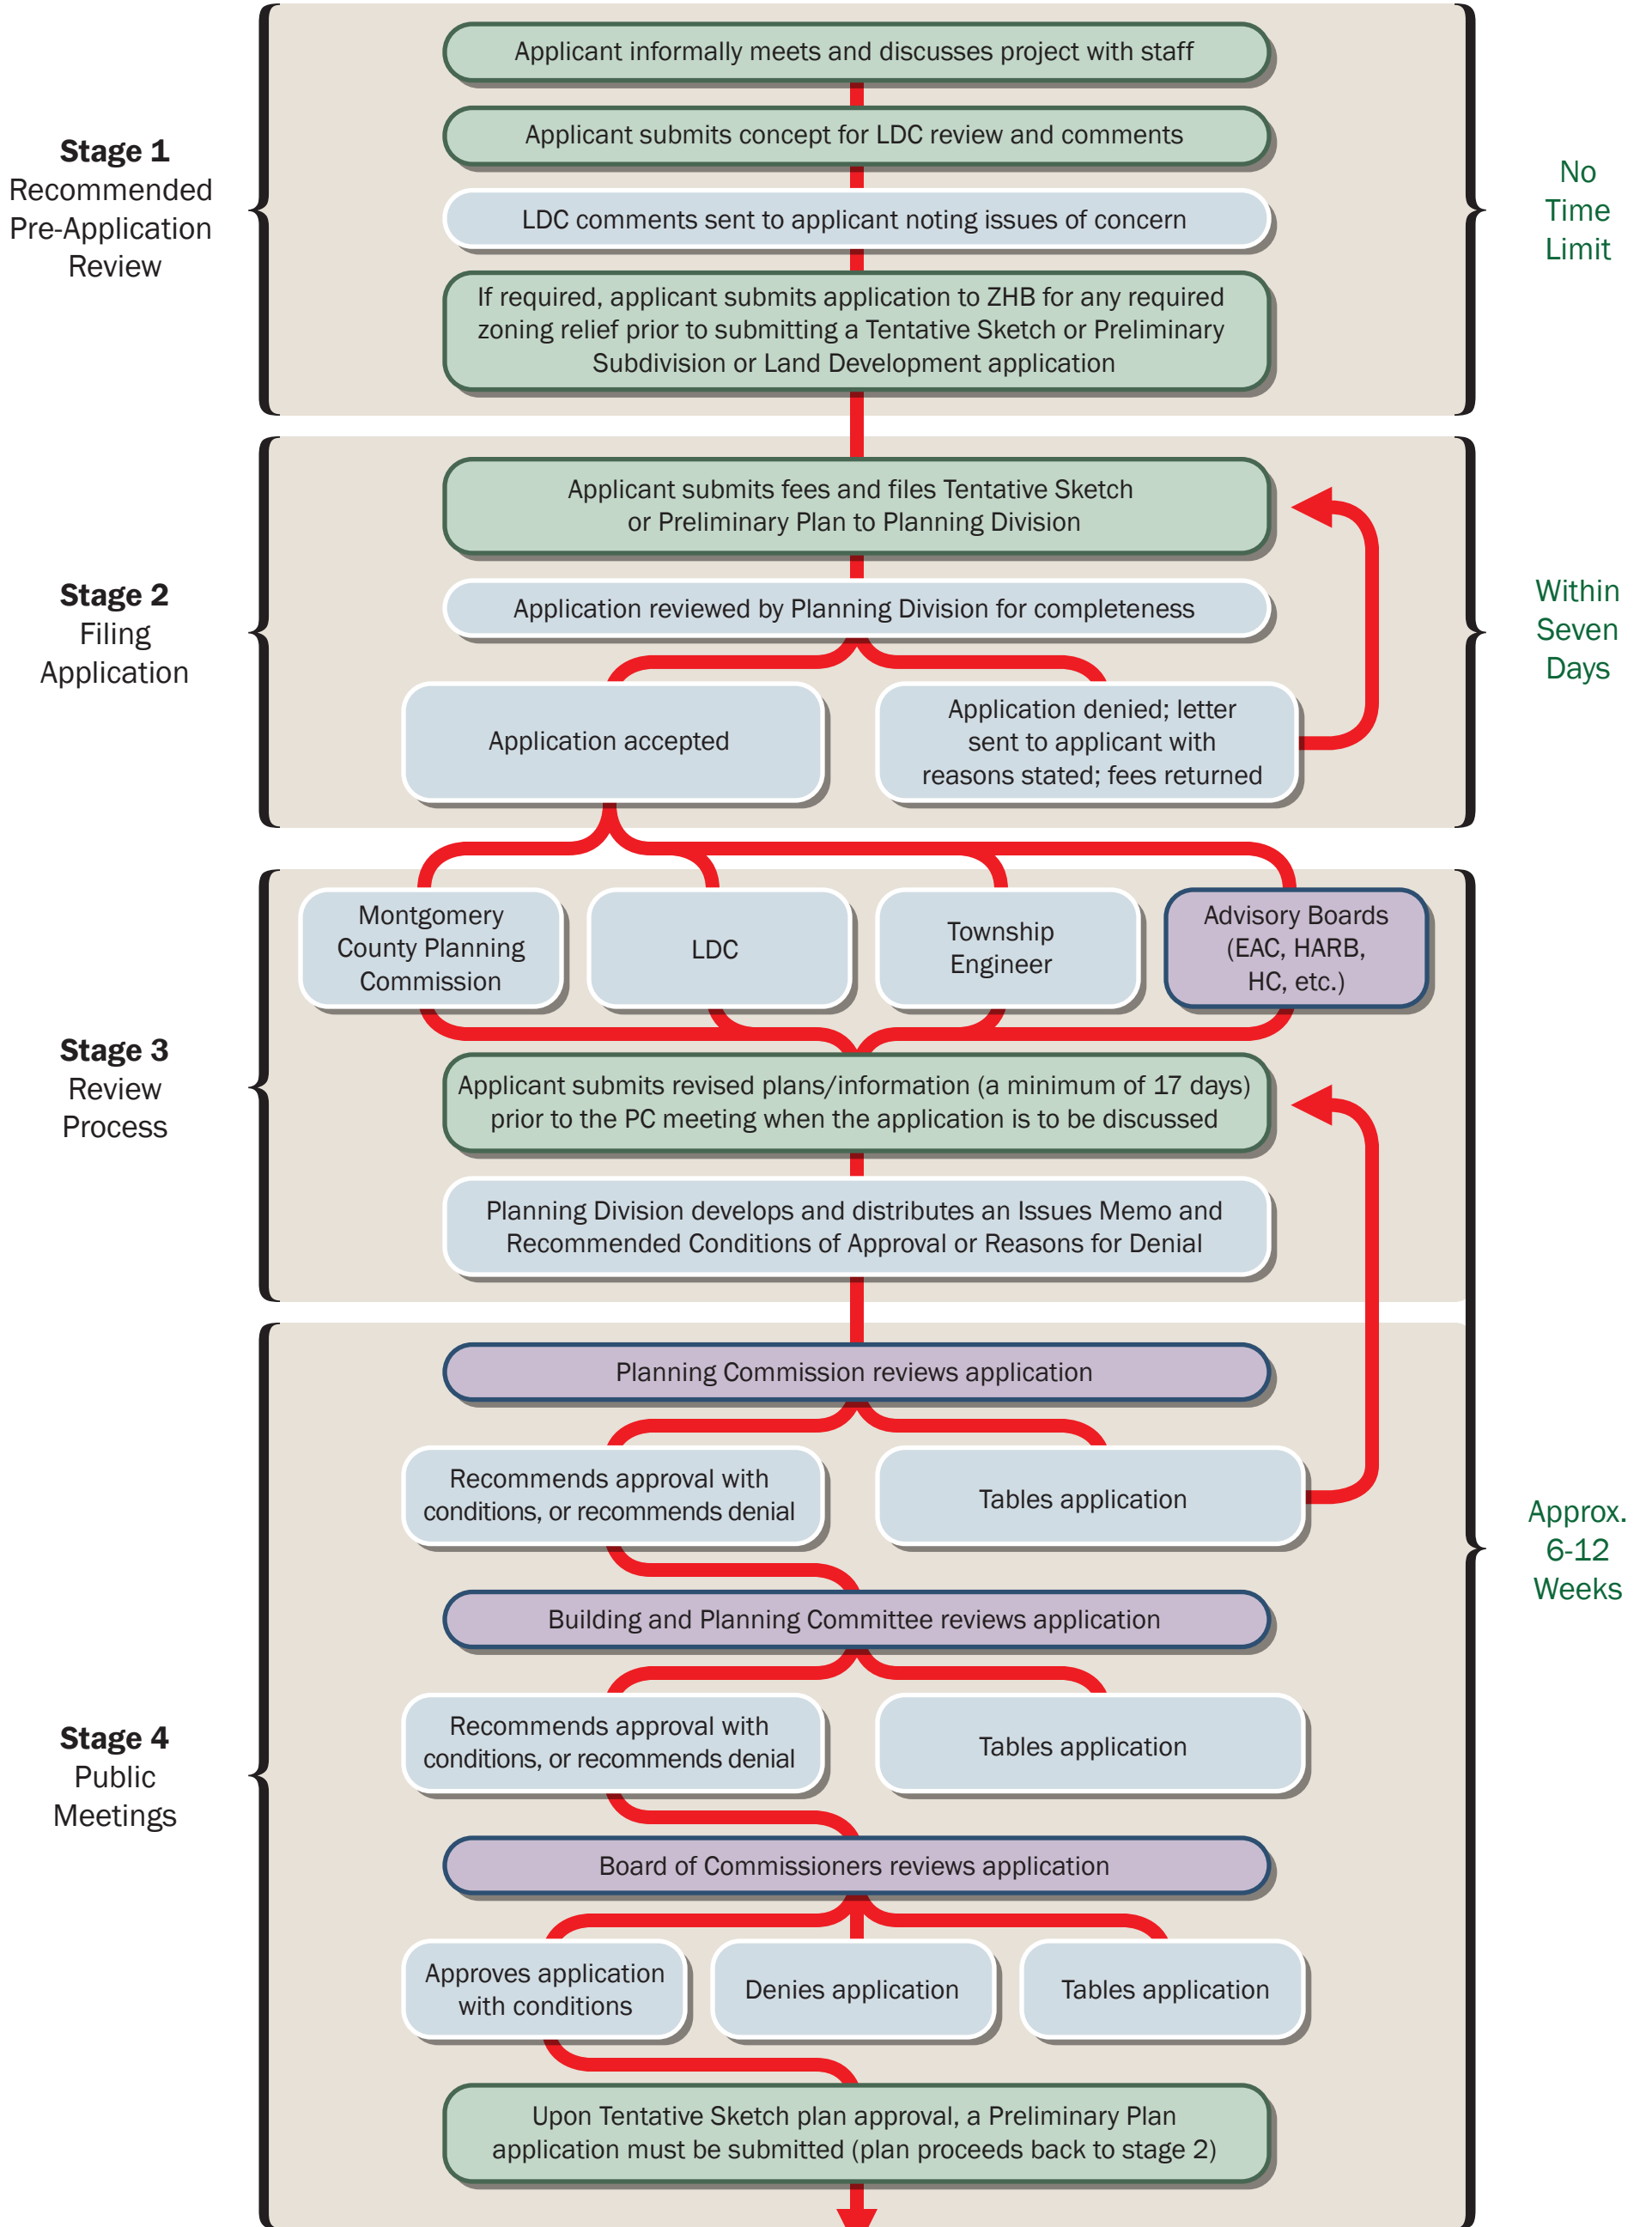 Stage 1
Recommended
Pre-Application
Review
Applicant informally meets and discusses project with staff
Applicant submits concept for LDC review and comments
LDC comments sent to applicant noting issues of concern
If required, applicant submits application to ZHB for any required
zoning relief prior to submitting a Tentative Sketch or Preliminary
Subdivision or Land Development application
No
Time
Limit
Stage 2
Filing
Application
Applicant submits fees and files Tentative Sketch
or Preliminary Plan to Planning Division
Application reviewed by Planning Division for completeness
Application accepted
Application denied; letter
sent to applicant with
reasons stated; fees returned
Within
Seven
Days
Stage 3
Review
Process
Montgomery
County Planning
Commission
LDC
Township
Engineer
Advisory Boards
(EAC, HARB,
HC, etc.)
Applicant submits revised plans/information (a minimum of 17 days)
prior to the PC meeting when the application is to be discussed
Planning Division develops and distributes an Issues Memo and
Recommended Conditions of Approval or Reasons for Denial
Stage 4
Public
Meetings
Planning Commission reviews application
Recommends approval with
conditions, or recommends denial
Tables application
Building and Planning Committee reviews application
Recommends approval with
conditions, or recommends denial
Tables application
Board of Commissioners reviews application
Approves application
with conditions
Denies application
Tables application
Upon Tentative Sketch plan approval, a Preliminary Plan
application must be submitted (plan proceeds back to stage 2)
Approx.
6-12
Weeks